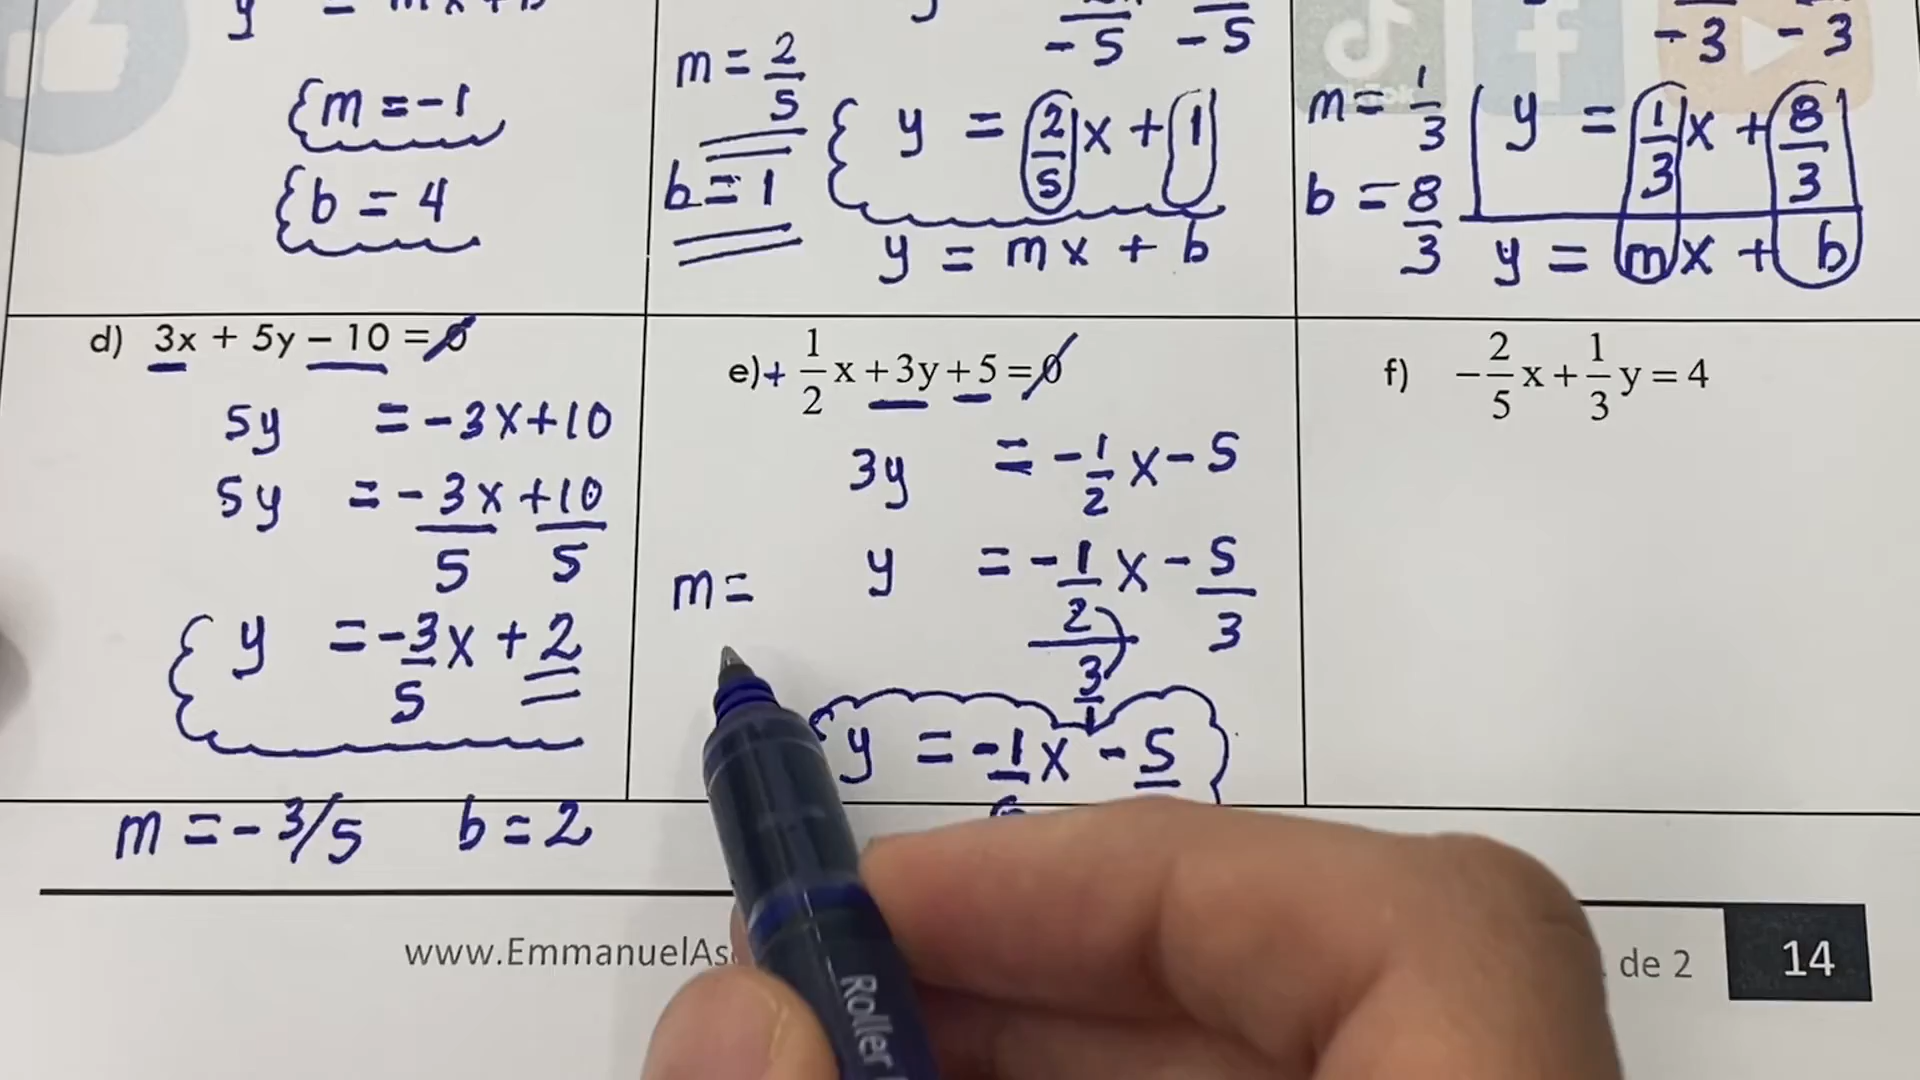 y = mx + b
{m = -1
{b = 4
m = 2/5
b = 1
-5 -5
{ y = 2/5 x + 1
y = mx + b
-3 -3
m = 1/3
b = 8/3
y = 1/3 x + 8/3
y = mx + b
d) 3x + 5y – 10 = 0
5y = -3x+10
5y = -3x/5 +10/5
{ y = -3/5 x + 2
m = -3/5 b = 2
e)+ 1/2 x + 3y + 5 = 0
3y = -1/2 x - 5
y = -1/2/3/1 x - 5/3
m =
y = -1/6 x - 5
f) -2/5 x + 1/3 y = 4
www.EmmanuelAs
de 2
14
Roller